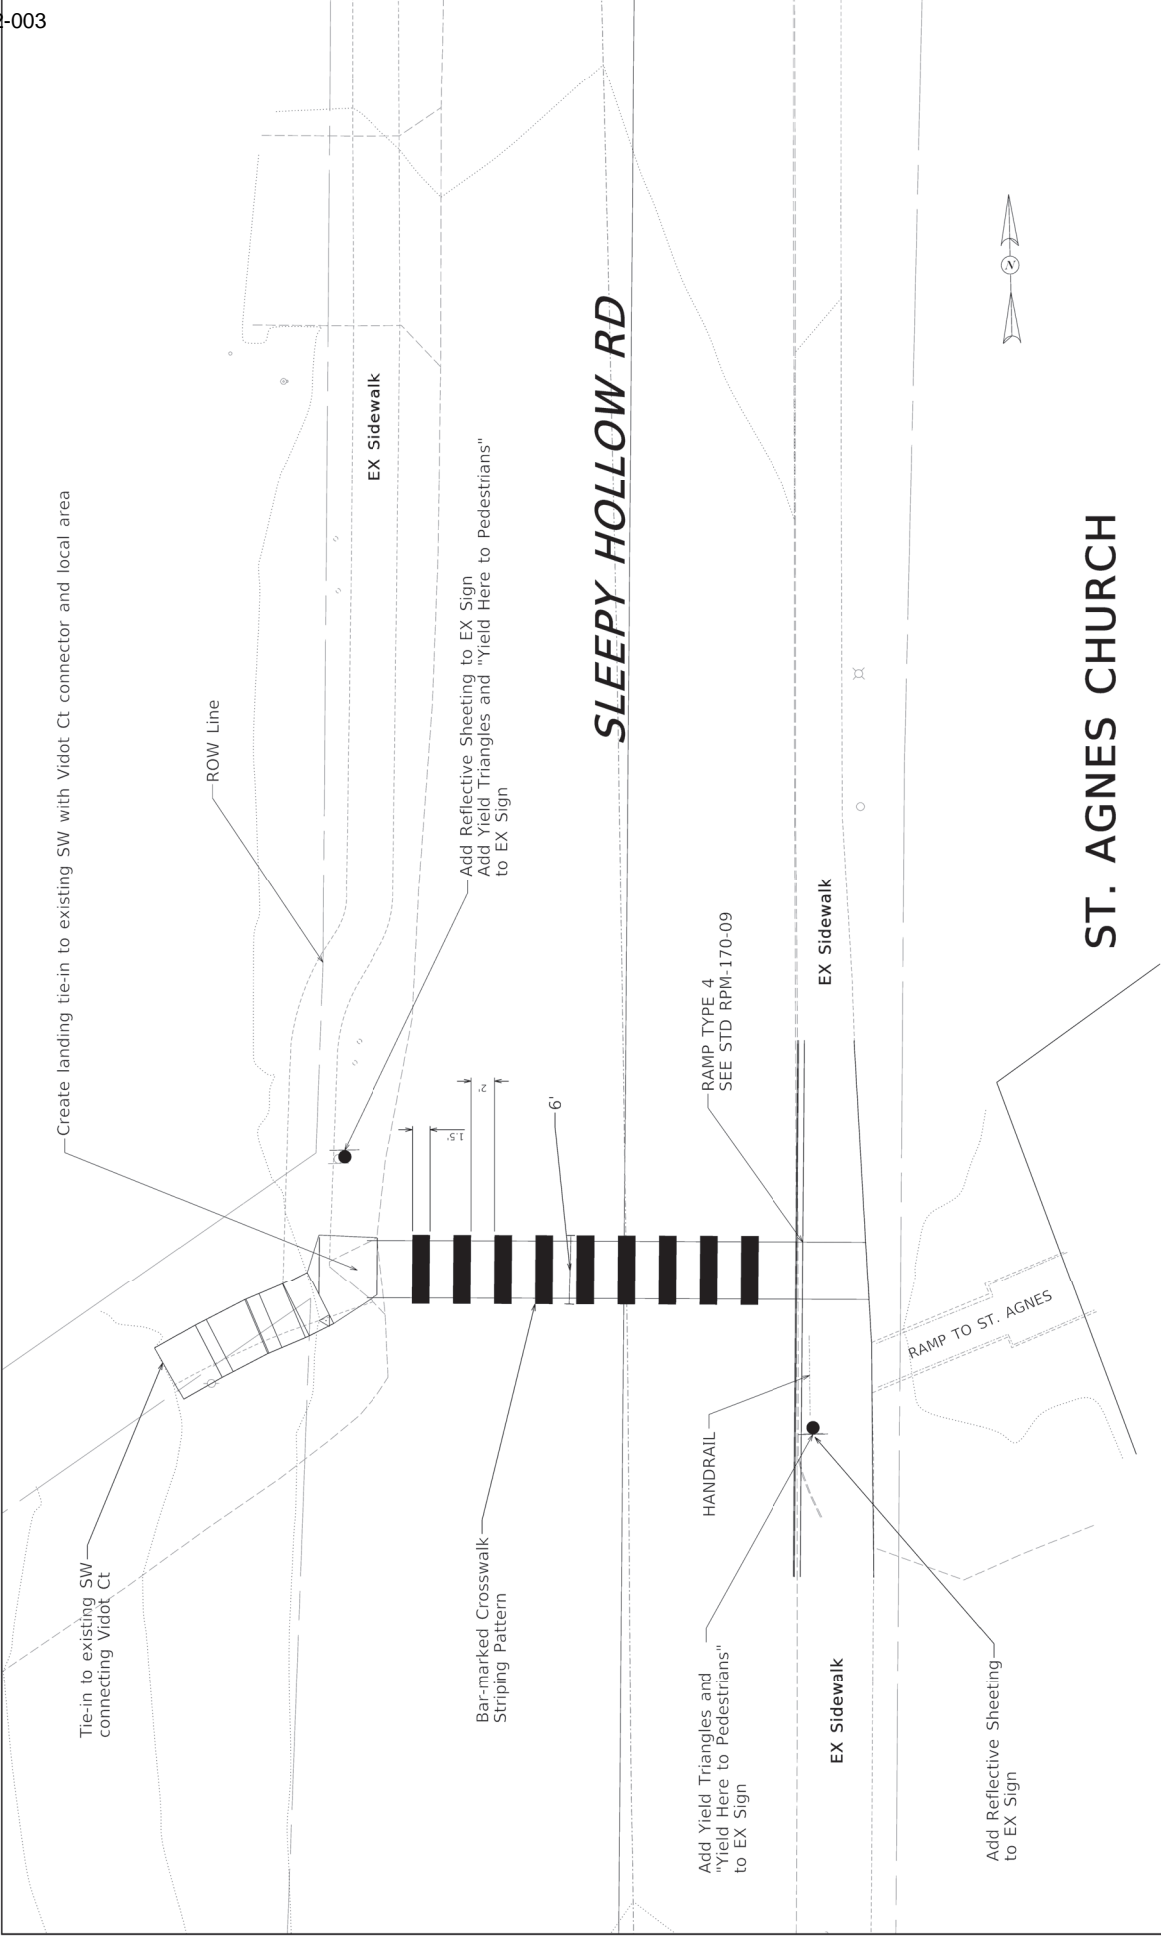 2-003
Create landing tie-in to existing SW with Vidot Ct connector and local area
Tie-in to existing SW
connecting Vidot Ct
ROW Line
EX Sidewalk
Add Reflective Sheeting to EX Sign
Add Yield Triangles and "Yield Here to Pedestrians"
to EX Sign
1.5'
2'
6'
Bar-marked Crosswalk
Striping Pattern
SLEEPY HOLLOW RD
RAMP TYPE 4
SEE STD RPM-170-09
HANDRAIL
Add Yield Triangles and
"Yield Here to Pedestrians"
to EX Sign
EX Sidewalk
EX Sidewalk
RAMP TO ST. AGNES
Add Reflective Sheeting
to EX Sign
N
ST. AGNES CHURCH